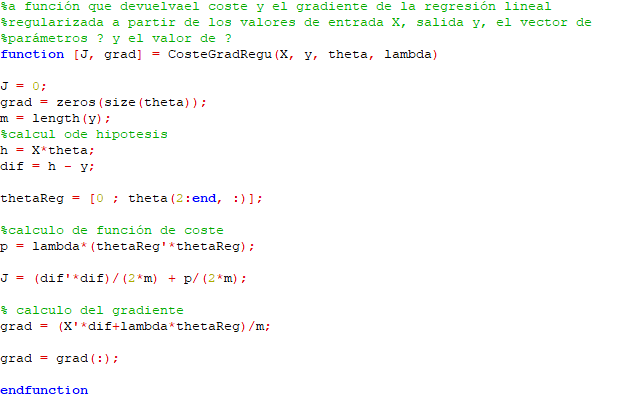 %a función que devuelvael coste y el gradiente de la regresión lineal
%regularizada a partir de los valores de entrada X, salida y, el vector de
%parámetros ? y el valor de ?
function [J, grad] = CosteGradRegu(X, y, theta, lambda)
J = 0;
grad = zeros(size(theta));
m = length(y);
%calcul ode hipotesis
h = X*theta;
dif = h - y;
thetaReg = [0 ; theta(2:end, :)];
%calculo de función de coste
p = lambda*(thetaReg'*thetaReg);
J = (dif'*dif)/(2*m) + p/(2*m);
% calculo del gradiente
grad = (X'*dif+lambda*thetaReg)/m;
grad = grad(:);
endfunction